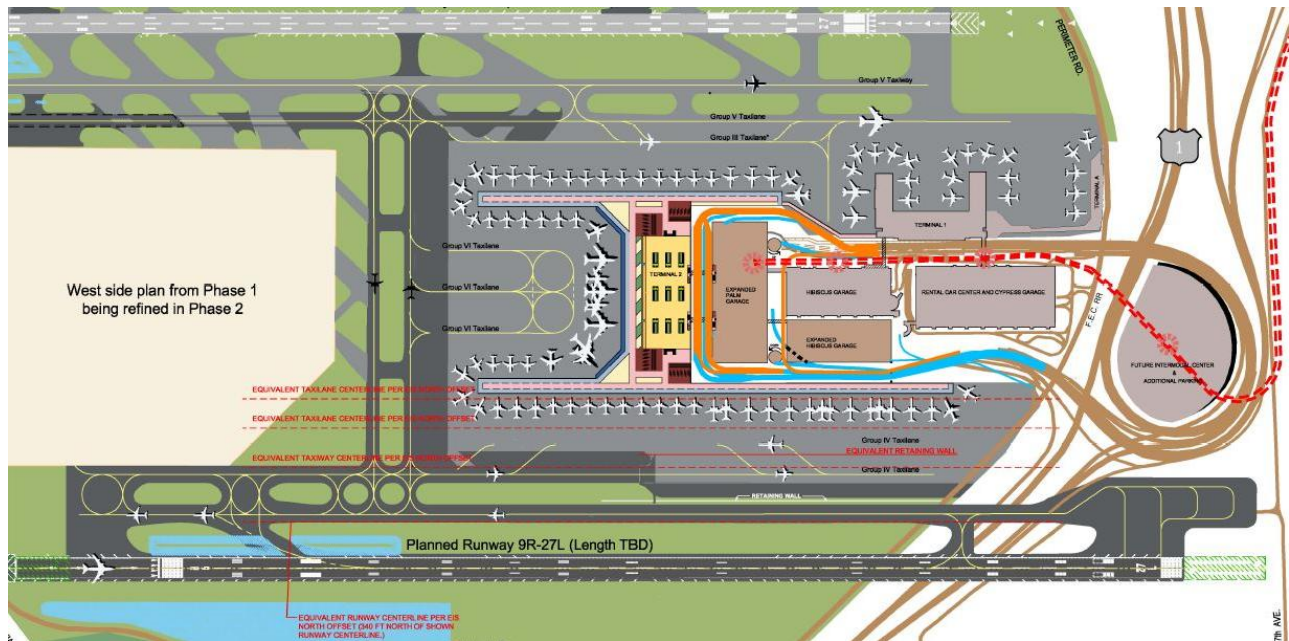 27
PERIMETER RD.
Group V Taxiway
Group V Taxilane
Group III Taxilane*
1
TERMINAL A
TERMINAL 1
West side plan from Phase 1
being refined in Phase 2
Group VI Taxilane
Group VI Taxilane
Group VI Taxilane
TERMINAL 2
EXPANDED
PALM
GARAGE
HIBISCUS GARAGE
RENTAL CAR CENTER AND CYPRESS GARAGE
F.E.C. RR
EXPANDED
HIBISCUS GARAGE
FUTURE INTERMODAL CENTER
&
ADDITIONAL PARKING
EQUIVALENT TAXILANE CENTERLINE PER EIS NORTH OFFSET
EQUIVALENT TAXILANE CENTERLINE PER EIS NORTH OFFSET
Group IV Taxilane
EQUIVALENT RETAINING WALL
EQUIVALENT TAXIWAY CENTERLINE PER EIS NORTH OFFSET
Group IV Taxilane
RETAINING WALL
Planned Runway 9R-27L (Length TBD)
27 L
EQUIVALENT RUNWAY CENTERLINE PER EIS
NORTH OFFSET (340 FT NORTH OF SHOWN
RUNWAY CENTERLINE.)
7th AVE.